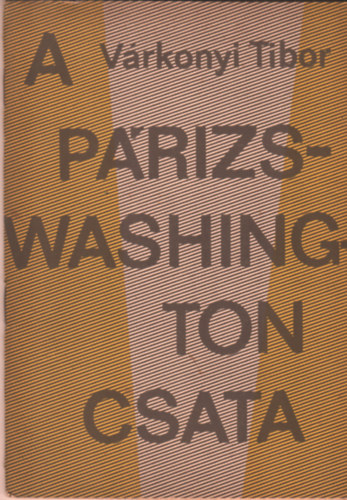 A Várkonyi Tibor
PÁRIZS-
WASHING-
TON
CSATA